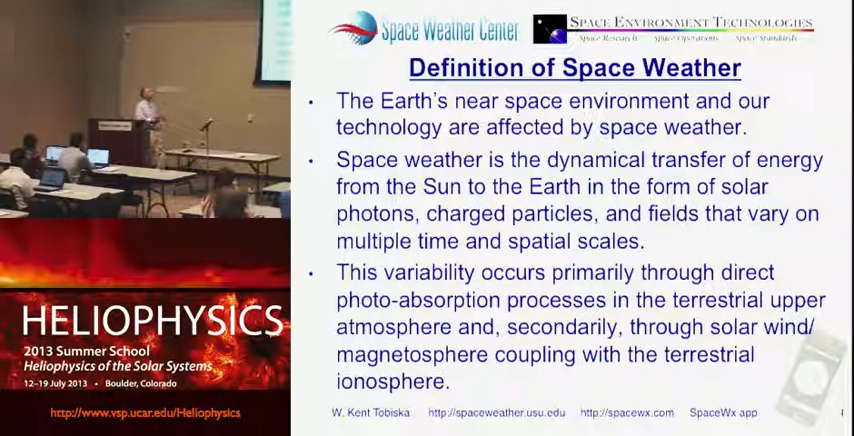 Space Weather Center
SPACE ENVIRONMENT TECHNOLOGIES
Space Research Space Operations Space Standards
Definition of Space Weather
• The Earth's near space environment and our
technology are affected by space weather.
• Space weather is the dynamical transfer of energy
from the Sun to the Earth in the form of solar
photons, charged particles, and fields that vary on
multiple time and spatial scales.
• This variability occurs primarily through direct
photo-absorption processes in the terrestrial upper
atmosphere and, secondarily, through solar wind/
magnetosphere coupling with the terrestrial
ionosphere.
W. Kent Tobiska http://spaceweather.usu.edu http://spacewx.com SpaceWx app
HELIOPHYSICS
2013 Summer School
Heliophysics of the Solar Systems
12–19 July 2013 • Boulder, Colorado
http://www.vsp.ucar.edu/Heliophysics